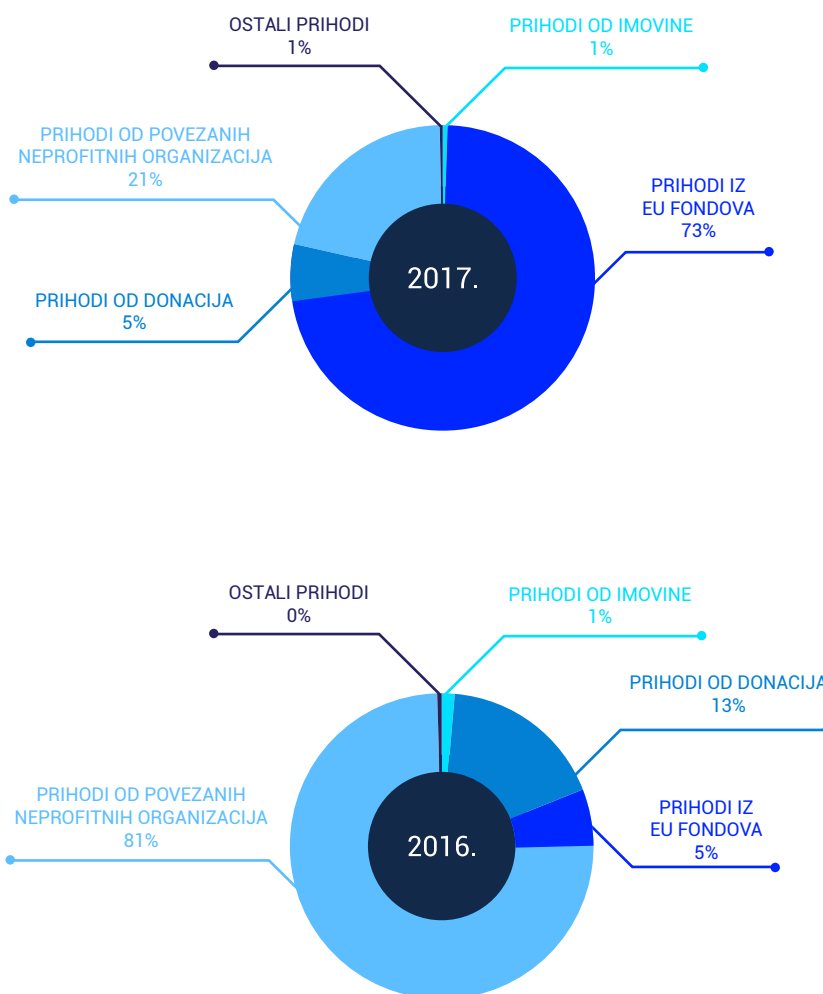 OSTALI PRIHODI
1%
PRIHODI OD IMOVINE
1%
PRIHODI OD POVEZANIH
NEPROFITNIH ORGANIZACIJA
21%
PRIHODI IZ
EU FONDOVA
73%
2017.
PRIHODI OD DONACIJA
5%
OSTALI PRIHODI
0%
PRIHODI OD IMOVINE
1%
PRIHODI OD DONACIJA
13%
PRIHODI OD POVEZANIH
NEPROFITNIH ORGANIZACIJA
81%
2016.
PRIHODI IZ
EU FONDOVA
5%